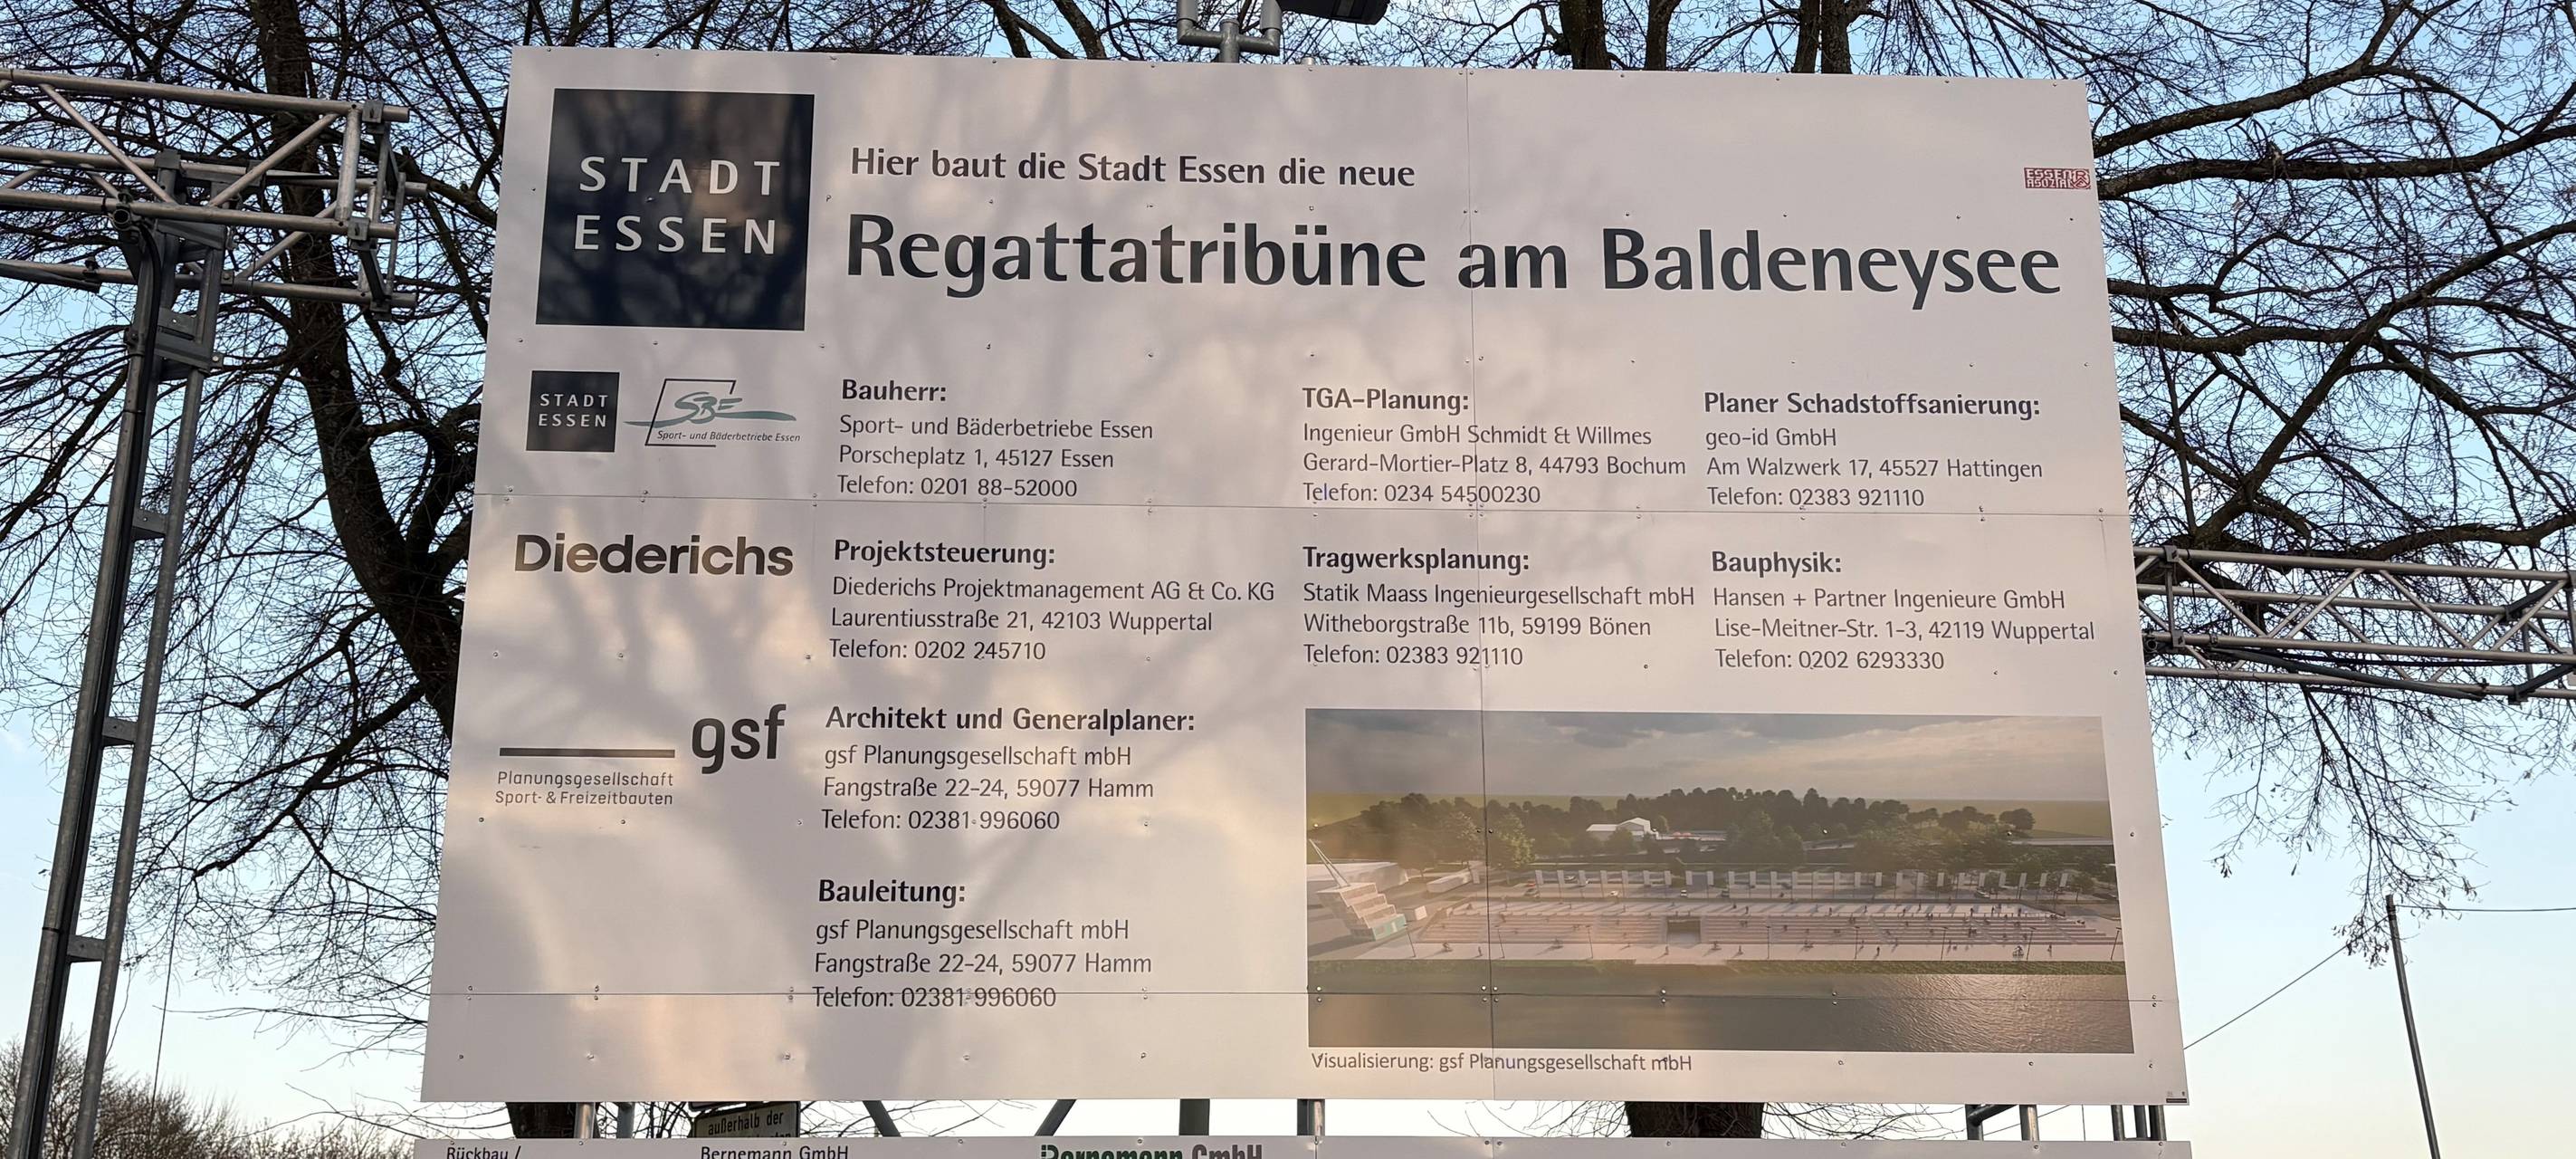 STADT
ESSEN
Hier baut die Stadt Essen die neue
Regattatribüne am Baldeneysee
STADT
ESSEN
SBE
Sport- und Bäderbetriebe Essen
Bauherr:
Sport- und Bäderbetriebe Essen
Porscheplatz 1, 45127 Essen
Telefon: 0201 88-52000
TGA-Planung:
Ingenieur GmbH Schmidt & Willmes
Gerard-Mortier-Platz 8, 44793 Bochum
Telefon: 0234 54500230
Planer Schadstoffsanierung:
geo-id GmbH
Am Walzwerk 17, 45527 Hattingen
Telefon: 02383 921110
Diederichs
Projektsteuerung:
Diederichs Projektmanagement AG & Co. KG
Laurentiusstraße 21, 42103 Wuppertal
Telefon: 0202 245710
Tragwerksplanung:
Statik Maass Ingenieurgesellschaft mbH
Witheborgstraße 11b, 59199 Bönen
Telefon: 02383 921110
Bauphysik:
Hansen + Partner Ingenieure GmbH
Lise-Meitner-Str. 1-3, 42119 Wuppertal
Telefon: 0202 6293330
gsf
Planungsgesellschaft
Sport- & Freizeitbauten
Architekt und Generalplaner:
gsf Planungsgesellschaft mbH
Fangstraße 22-24, 59077 Hamm
Telefon: 02381-996060
Bauleitung:
gsf Planungsgesellschaft mbH
Fangstraße 22-24, 59077 Hamm
Telefon: 02381-996060
Visualisierung: gsf Planungsgesellschaft mbH
außerhalb der
Rückbau /
Bernemann GmbH
Bernemann GmbH